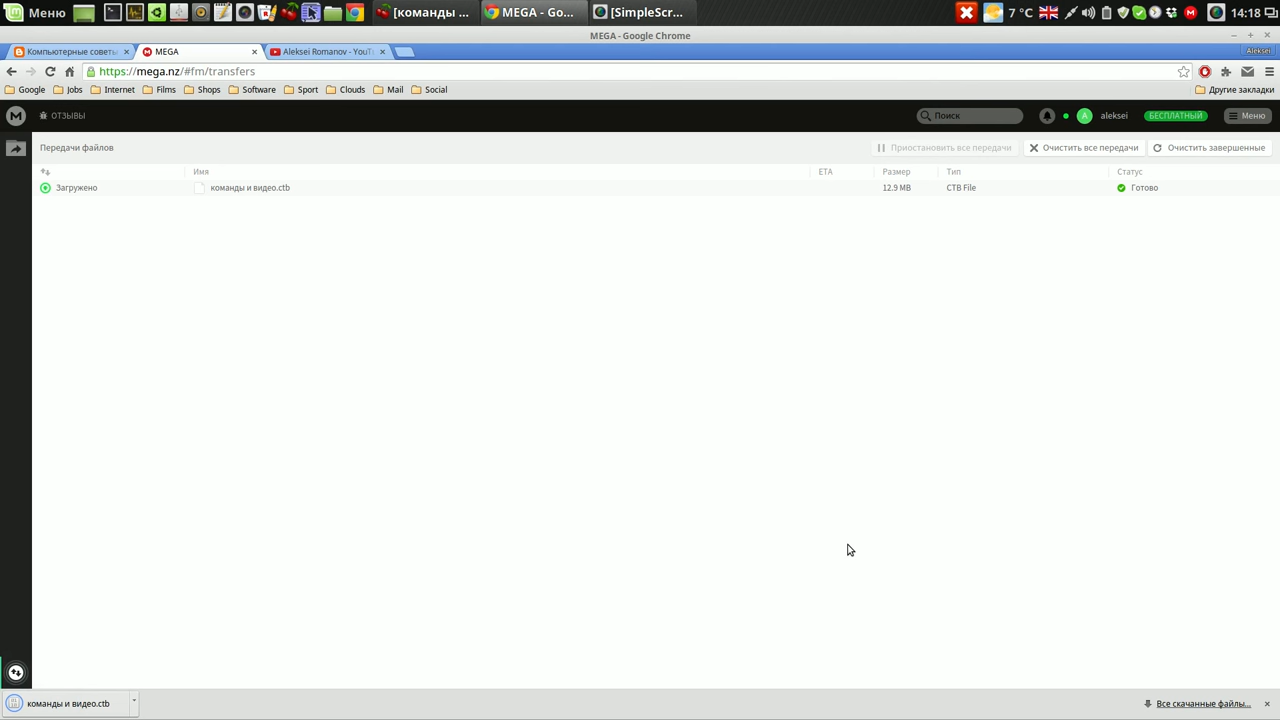 Меню
[команды ...
MEGA - Go...
[SimpleScr...
7 °C
14:18
MEGA - Google Chrome
Компьютерные советы
MEGA
Aleksei Romanov - YouTu
Aleksei
https://mega.nz/#fm/transfers
Google
Jobs
Internet
Films
Shops
Software
Sport
Clouds
Mail
Social
Другие закладки
M
ОТЗЫВЫ
Поиск
A
aleksei
БЕСПЛАТНЫЙ
Меню
Передачи файлов
Приостановить все передачи
Очистить все передачи
Очистить завершенные
Имя
ETA
Размер
Тип
Статус
Загружено
команды и видео.ctb
12.9 MB
CTB File
Готово
команды и видео.ctb
Все скачанные файлы...